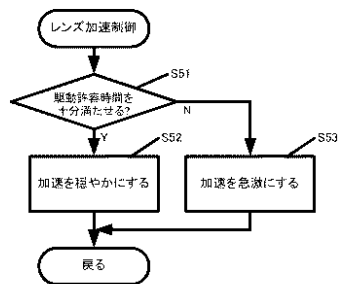 レンズ加速制御
S51
駆動許容時間を
十分満たせる?
N
Y
S52
S53
加速を穏やかにする
加速を急激にする
戻る